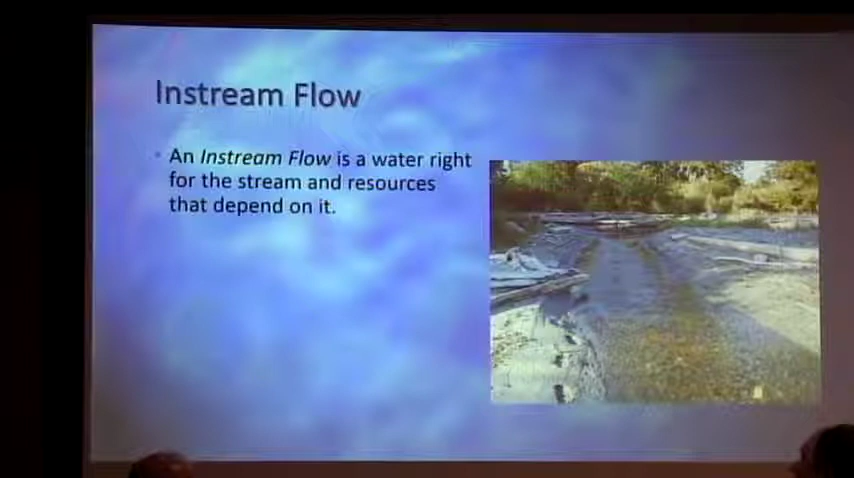 Instream Flow
An Instream Flow is a water right
for the stream and resources
that depend on it.